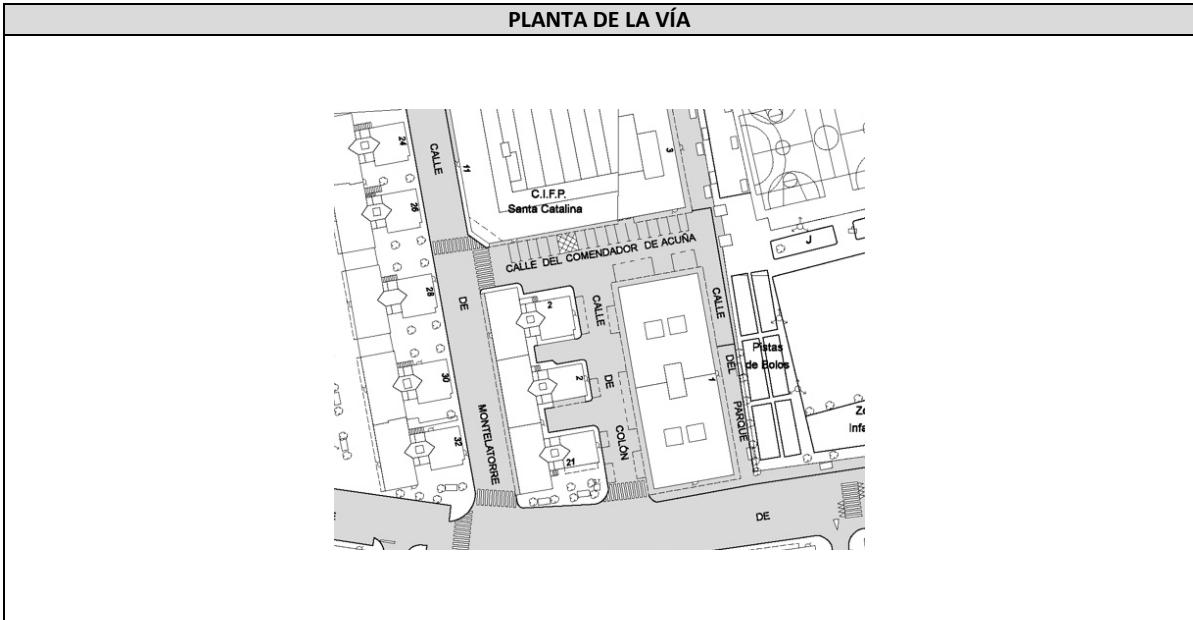 PLANTA DE LA VÍA
24
CALLE
11
3
C.I.F.P.
Santa Catalina
26
J
CALLE DEL COMENDADOR DE ACUÑA
28
DE
2
CALLE
CALLE
Pistas
de Bolos
30
2
DE
1
DEL
MONTELATORRE
PARQUE
32
21
COLÓN
DE